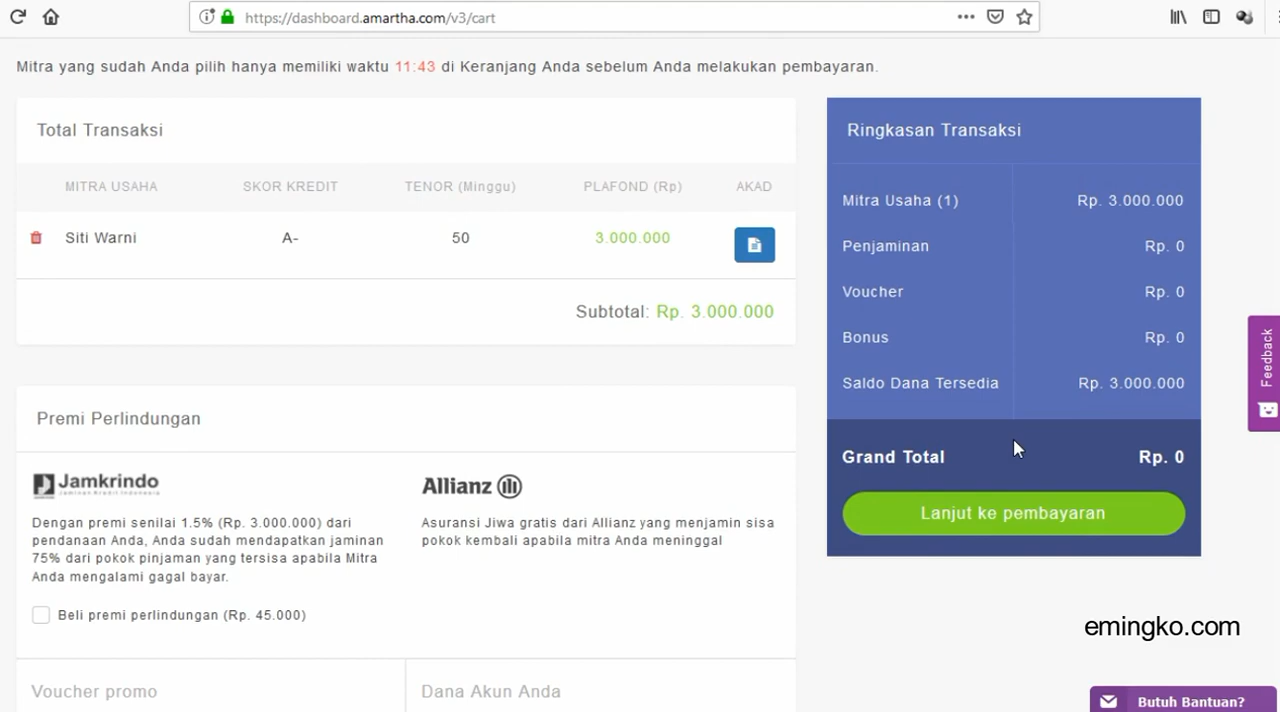 https://dashboard.amartha.com/v3/cart
Mitra yang sudah Anda pilih hanya memiliki waktu 11:43 di Keranjang Anda sebelum Anda melakukan pembayaran.
Total Transaksi
MITRA USAHA SKOR KREDIT TENOR (Minggu) PLAFOND (Rp) AKAD
Siti Warni A- 50 3.000.000
Subtotal: Rp. 3.000.000
Premi Perlindungan
Jamkrindo
Jaminan Kredit Indonesia
Dengan premi senilai 1.5% (Rp. 3.000.000) dari
pendanaan Anda, Anda sudah mendapatkan jaminan
75% dari pokok pinjaman yang tersisa apabila Mitra
Anda mengalami gagal bayar.
Beli premi perlindungan (Rp. 45.000)
Allianz
Asuransi Jiwa gratis dari Allianz yang menjamin sisa
pokok kembali apabila mitra Anda meninggal
Voucher promo
Dana Akun Anda
Ringkasan Transaksi
Mitra Usaha (1) Rp. 3.000.000
Penjaminan Rp. 0
Voucher Rp. 0
Bonus Rp. 0
Saldo Dana Tersedia Rp. 3.000.000
Grand Total Rp. 0
Lanjut ke pembayaran
Feedback
emingko.com
Butuh Bantuan?